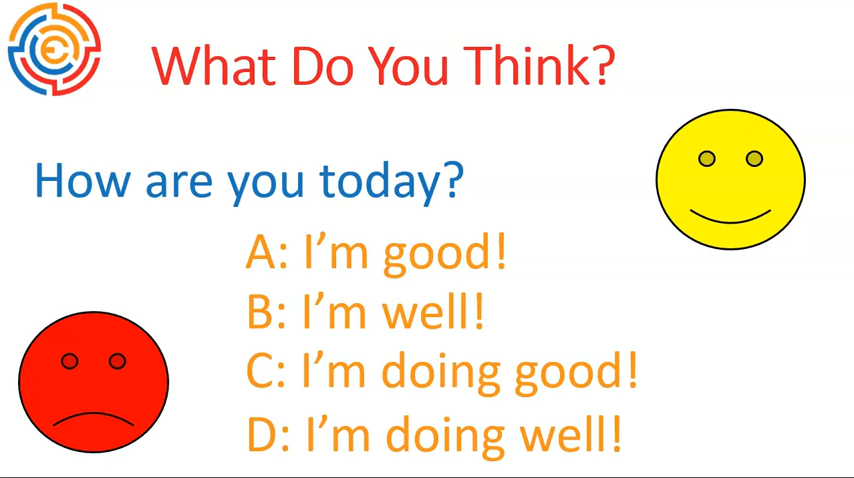 What Do You Think?
How are you today?
A: I'm good!
B: I'm well!
C: I'm doing good!
D: I'm doing well!